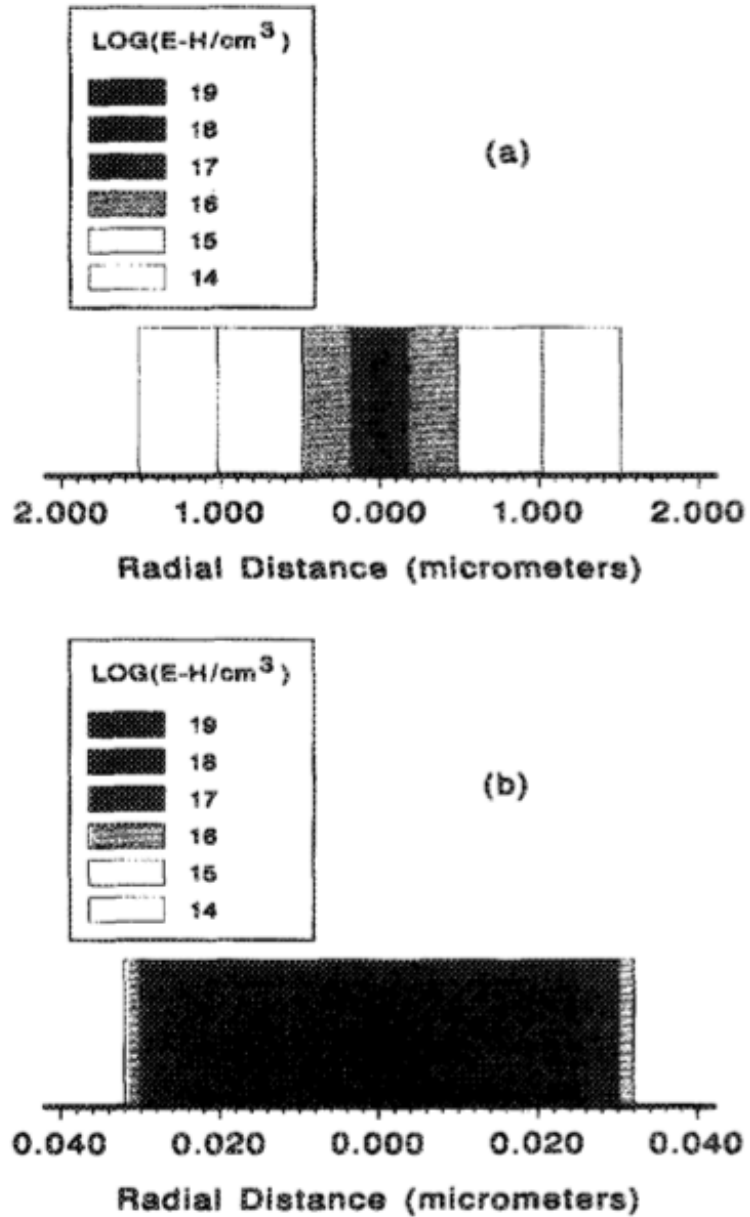 LOG(E-H/cm³)
19
18
17
16
15
14
(a)
2.000 1.000 0.000 1.000 2.000
Radial Distance (micrometers)
LOG(E-H/cm³)
19
18
17
16
15
14
(b)
0.040 0.020 0.000 0.020 0.040
Radial Distance (micrometers)